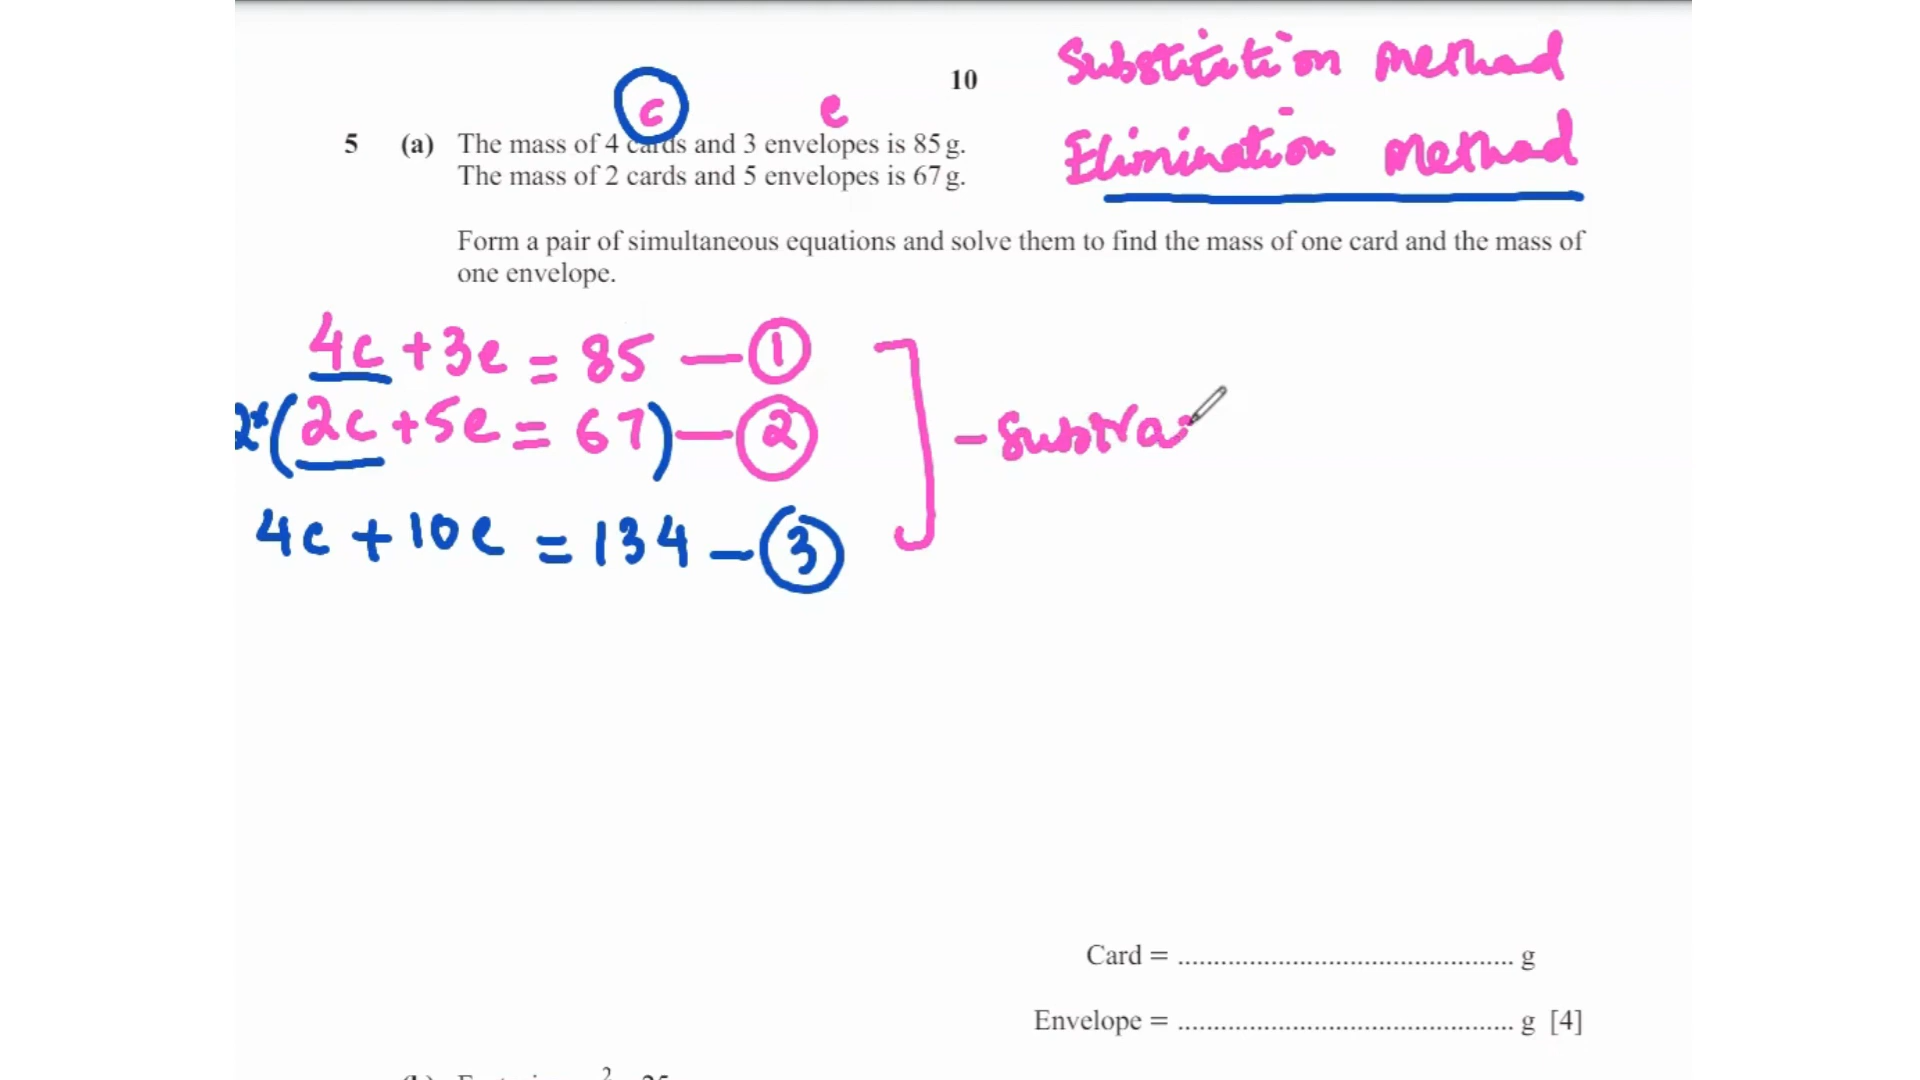 10
Substitution method
Elimination method
c e
5 (a) The mass of 4 cards and 3 envelopes is 85 g.
The mass of 2 cards and 5 envelopes is 67 g.
Form a pair of simultaneous equations and solve them to find the mass of one card and the mass of
one envelope.
4c + 3e = 85 — 1
2× (2c + 5e = 67) — 2
– subtra
4c + 10e = 134 — 3
Card = .............................................. g
Envelope = .............................................. g [4]